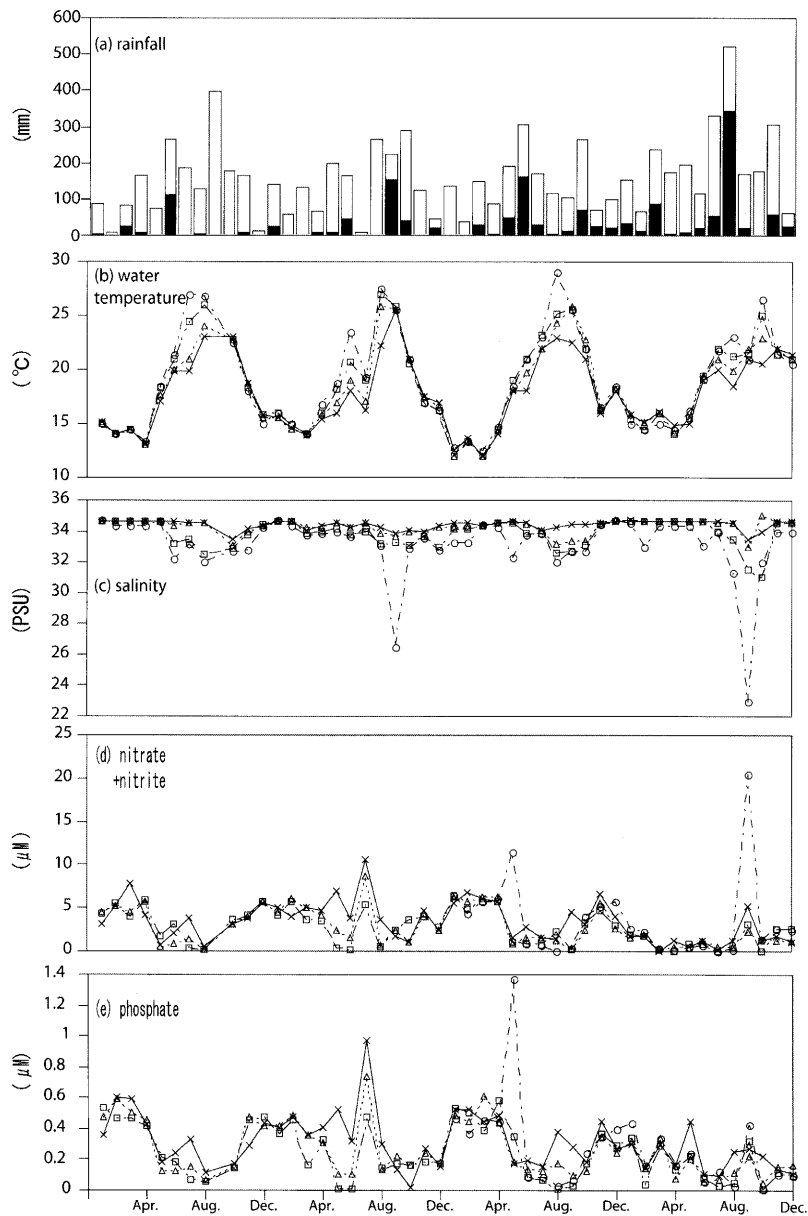 600
(a) rainfall
500
400
(mm)
300
200
100
0
30
(b) water
temperature
25
(℃)
20
15
10
36
34
32
(c) salinity
(PSU)
30
28
26
24
22
25
(d) nitrate
+nitrite
20
15
(μM)
10
5
0
1.4
(e) phosphate
1.2
1
(μM)
0.8
0.6
0.4
0.2
0
Apr. Aug. Dec. Apr. Aug. Dec. Apr. Aug. Dec. Apr. Aug. Dec.